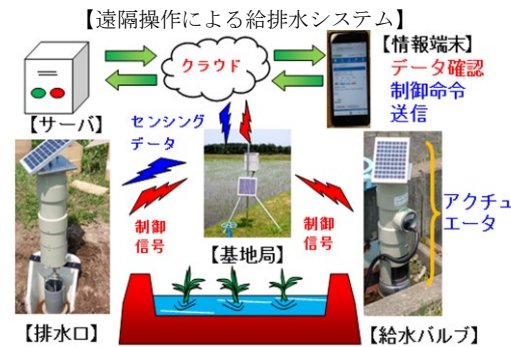 【遠隔操作による給排水システム】
クラウド
【サーバ】
【情報端末】
データ確認
制御命令
送信
センシング
データ
制御
信号
制御
信号
アクチュ
エータ
【基地局】
【排水口】
【給水バルブ】